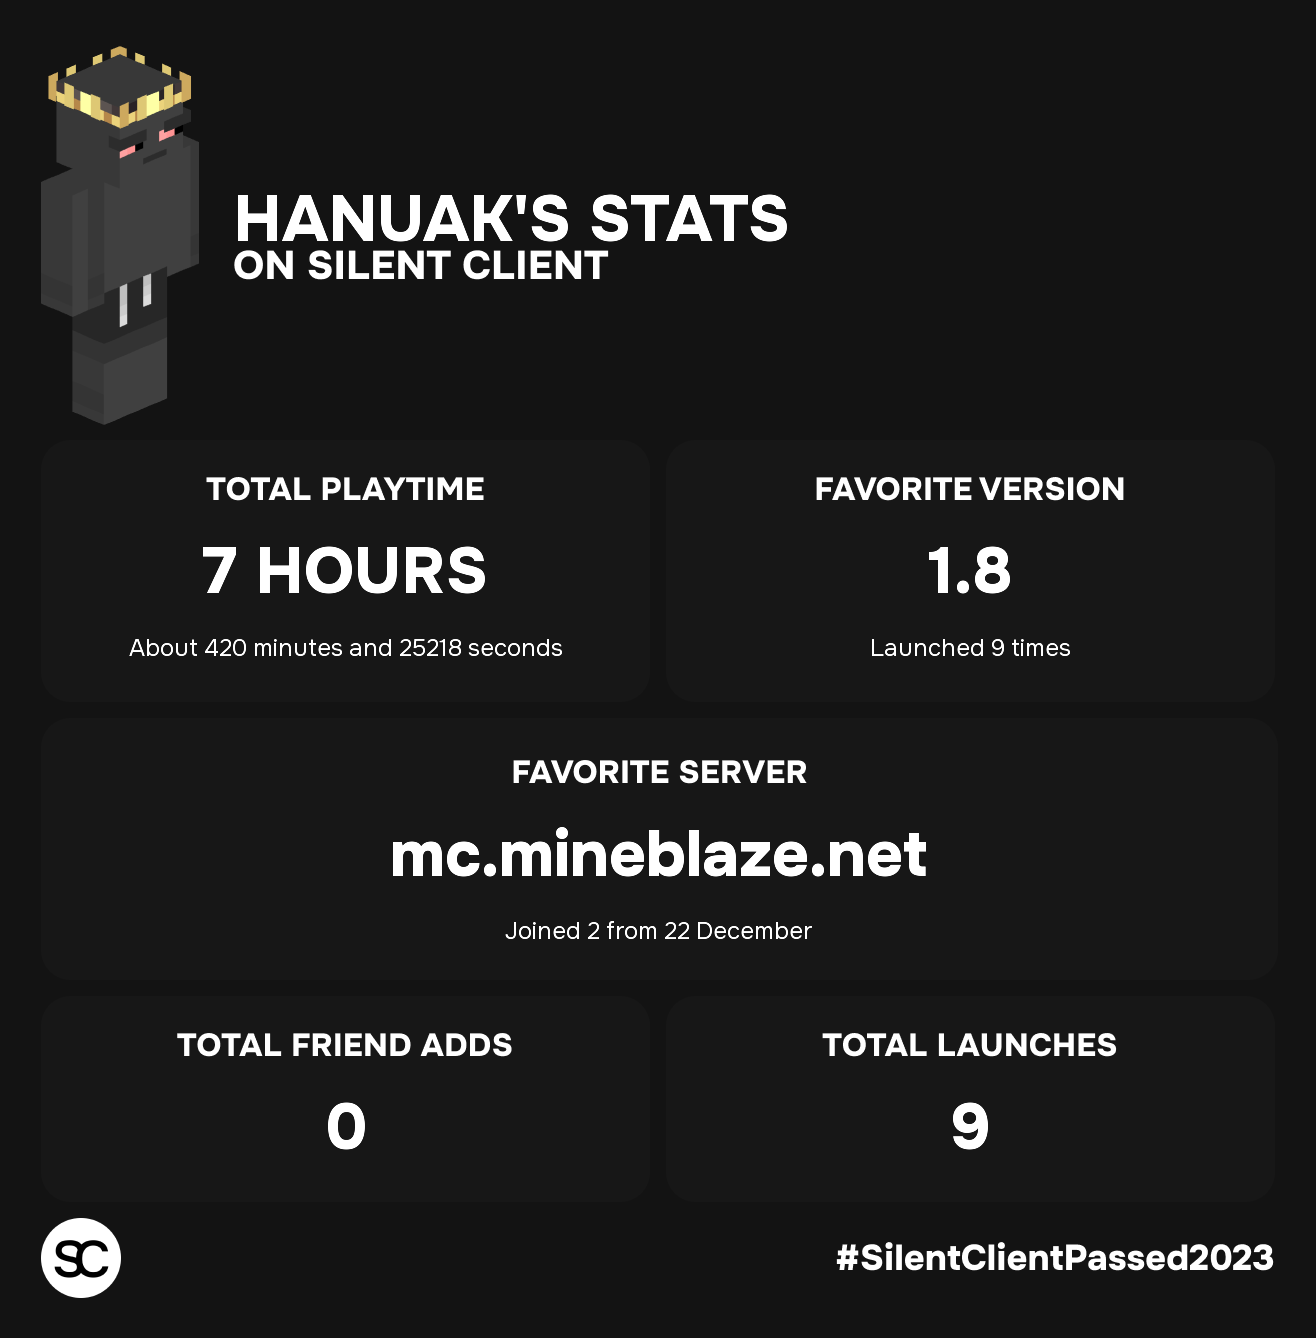 HANUAK'S STATS
ON SILENT CLIENT
TOTAL PLAYTIME
7 HOURS
About 420 minutes and 25218 seconds
FAVORITE VERSION
1.8
Launched 9 times
FAVORITE SERVER
mc.mineblaze.net
Joined 2 from 22 December
TOTAL FRIEND ADDS
0
TOTAL LAUNCHES
9
SC
#SilentClientPassed2023